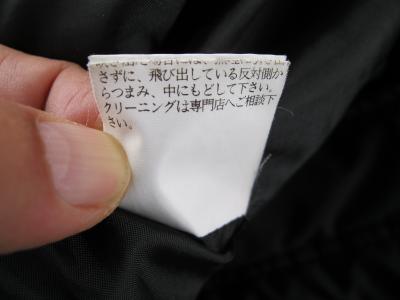 さずに、飛び出している反対側か
らつまみ、中にもどして下さい。
クリーニングは専門店へご相談下
さい。